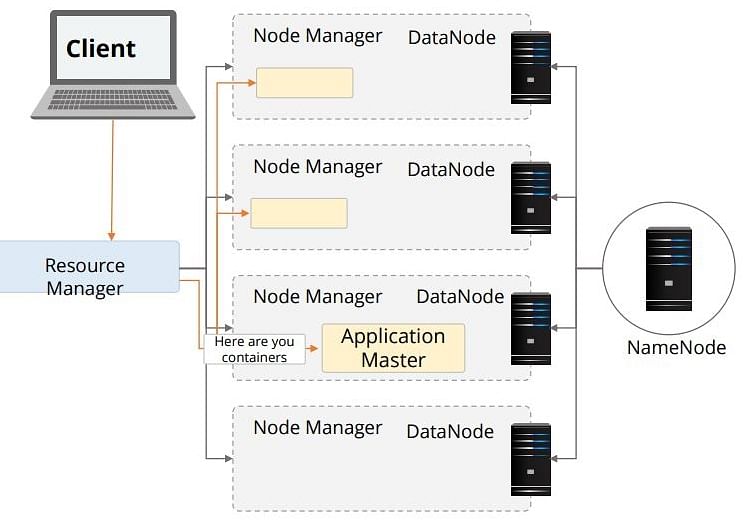 Client
Node Manager
DataNode
Node Manager
DataNode
Resource
Manager
Node Manager
DataNode
Here are you
containers
Application
Master
NameNode
Node Manager
DataNode